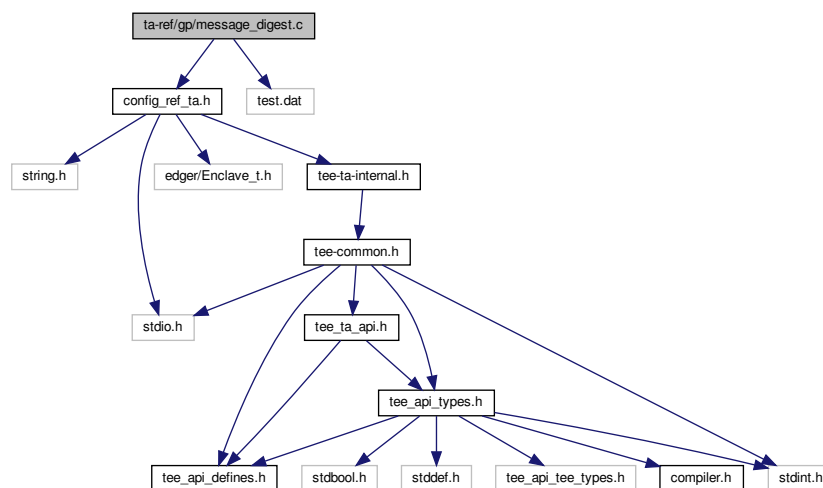 ta-ref/gp/message_digest.c
config_ref_ta.h
test.dat
string.h
edger/Enclave_t.h
tee-ta-internal.h
tee-common.h
stdio.h
tee_ta_api.h
tee_api_types.h
tee_api_defines.h
stdbool.h
stddef.h
tee_api_tee_types.h
compiler.h
stdint.h